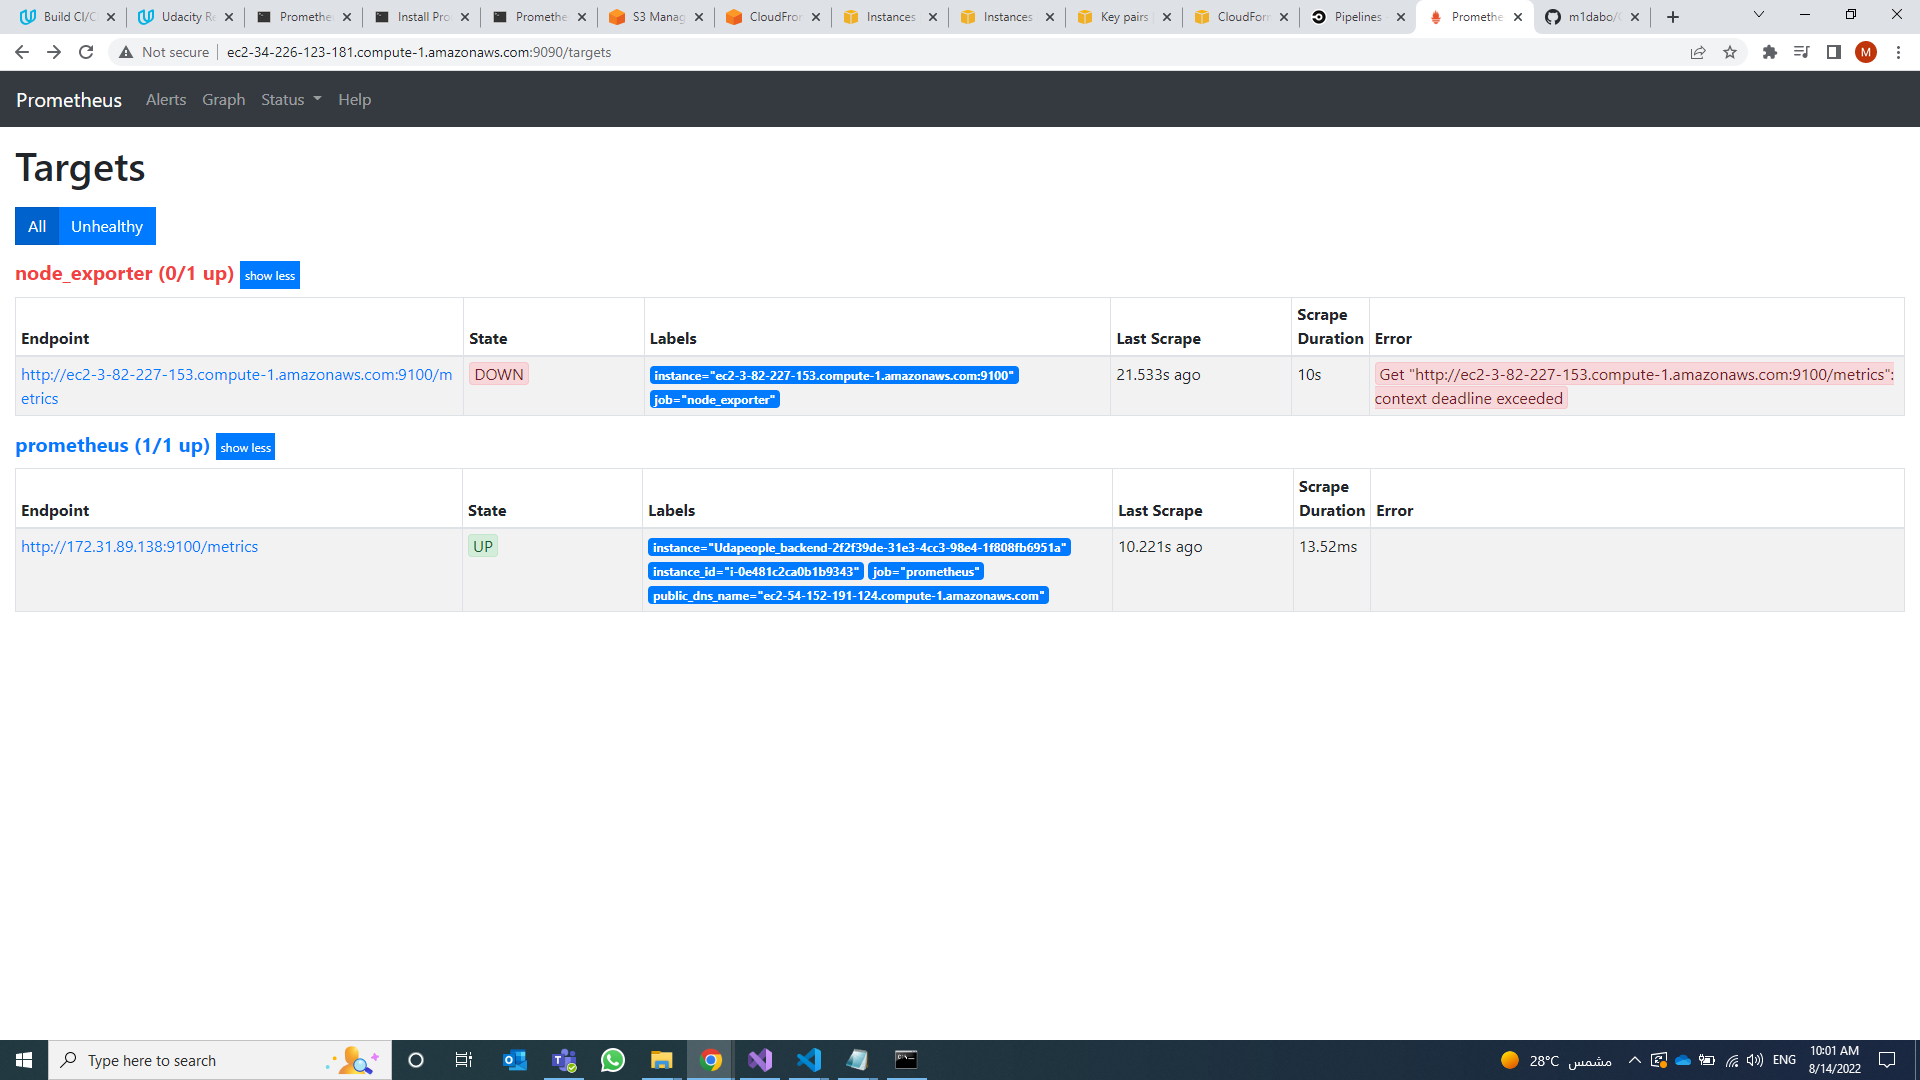 Build CI/C
Udacity Re
Prometheu
Install Pro
Prometheu
S3 Manag
CloudFron
Instances
Instances
Key pairs
CloudForm
Pipelines
Promethe
m1dabo/
Not secure
ec2-34-226-123-181.compute-1.amazonaws.com:9090/targets
M
Prometheus Alerts Graph Status Help
Targets
All Unhealthy
node_exporter (0/1 up) show less
Endpoint State Labels Last Scrape Scrape Duration Error
http://ec2-3-82-227-153.compute-1.amazonaws.com:9100/m
etrics
DOWN
instance="ec2-3-82-227-153.compute-1.amazonaws.com:9100"
job="node_exporter"
21.533s ago
10s
Get "http://ec2-3-82-227-153.compute-1.amazonaws.com:9100/metrics":
context deadline exceeded
prometheus (1/1 up) show less
Endpoint State Labels Last Scrape Scrape Duration Error
http://172.31.89.138:9100/metrics
UP
instance="Udapeople_backend-2f2f39de-31e3-4cc3-98e4-1f808fb6951a"
instance_id="i-0e481c2ca0b1b9343" job="prometheus"
public_dns_name="ec2-54-152-191-124.compute-1.amazonaws.com"
10.221s ago
13.52ms
Type here to search
28°C مشمس
ENG
10:01 AM
8/14/2022